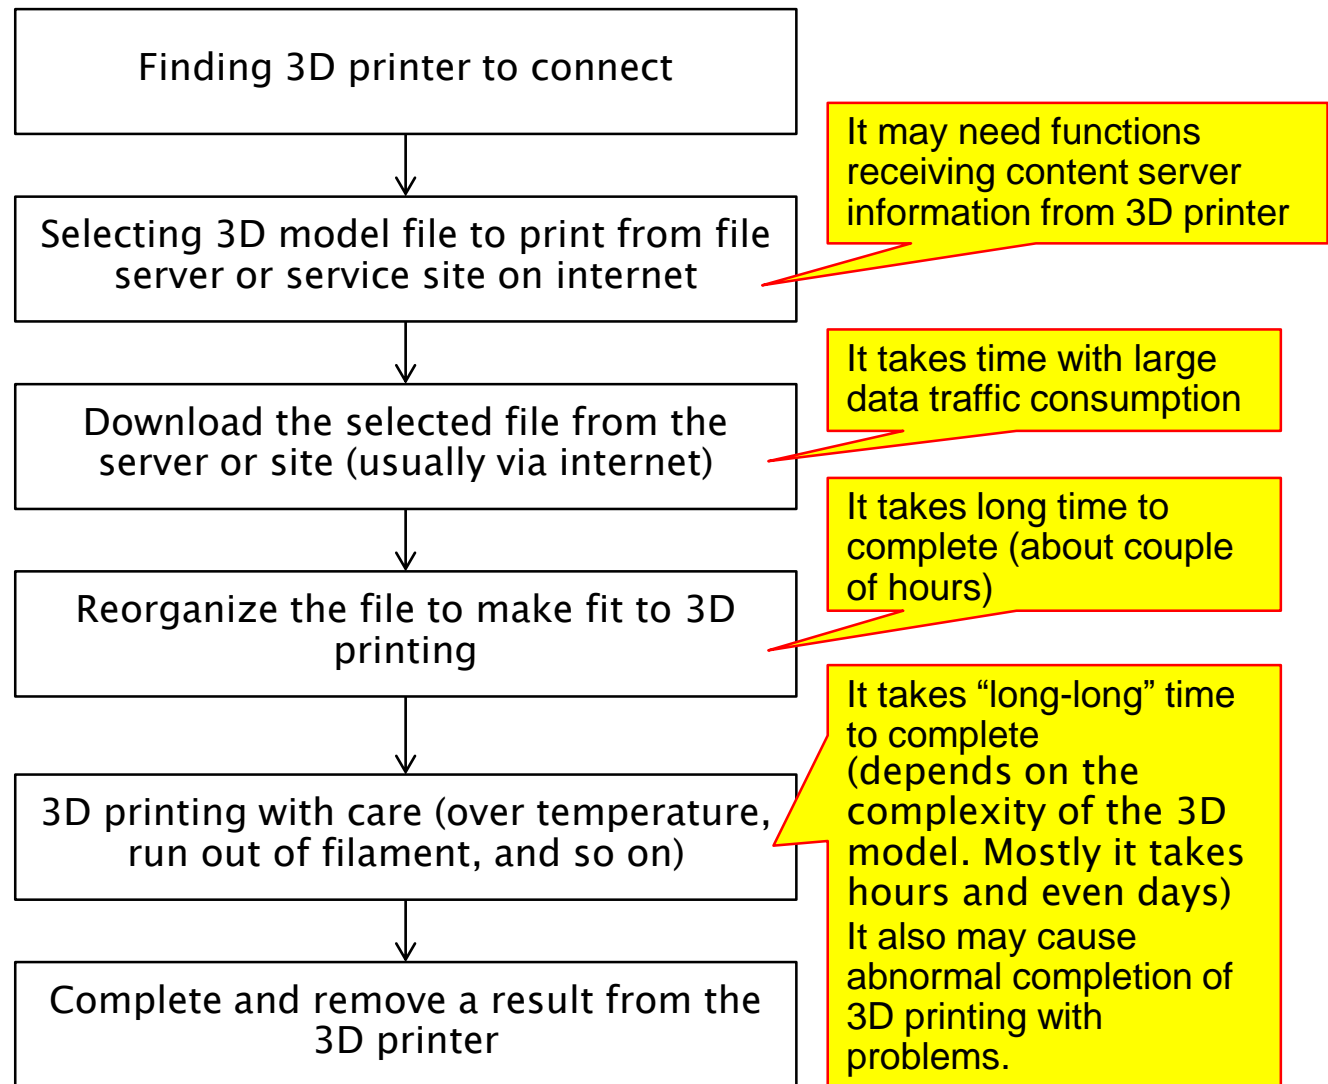 Finding 3D printer to connect
It may need functions
receiving content server
information from 3D printer
Selecting 3D model file to print from file
server or service site on internet
It takes time with large
data traffic consumption
Download the selected file from the
server or site (usually via internet)
It takes long time to
complete (about couple
of hours)
Reorganize the file to make fit to 3D
printing
It takes “long-long” time
to complete
(depends on the
complexity of the 3D
model. Mostly it takes
hours and even days)
It also may cause
abnormal completion of
3D printing with
problems.
3D printing with care (over temperature,
run out of filament, and so on)
Complete and remove a result from the
3D printer